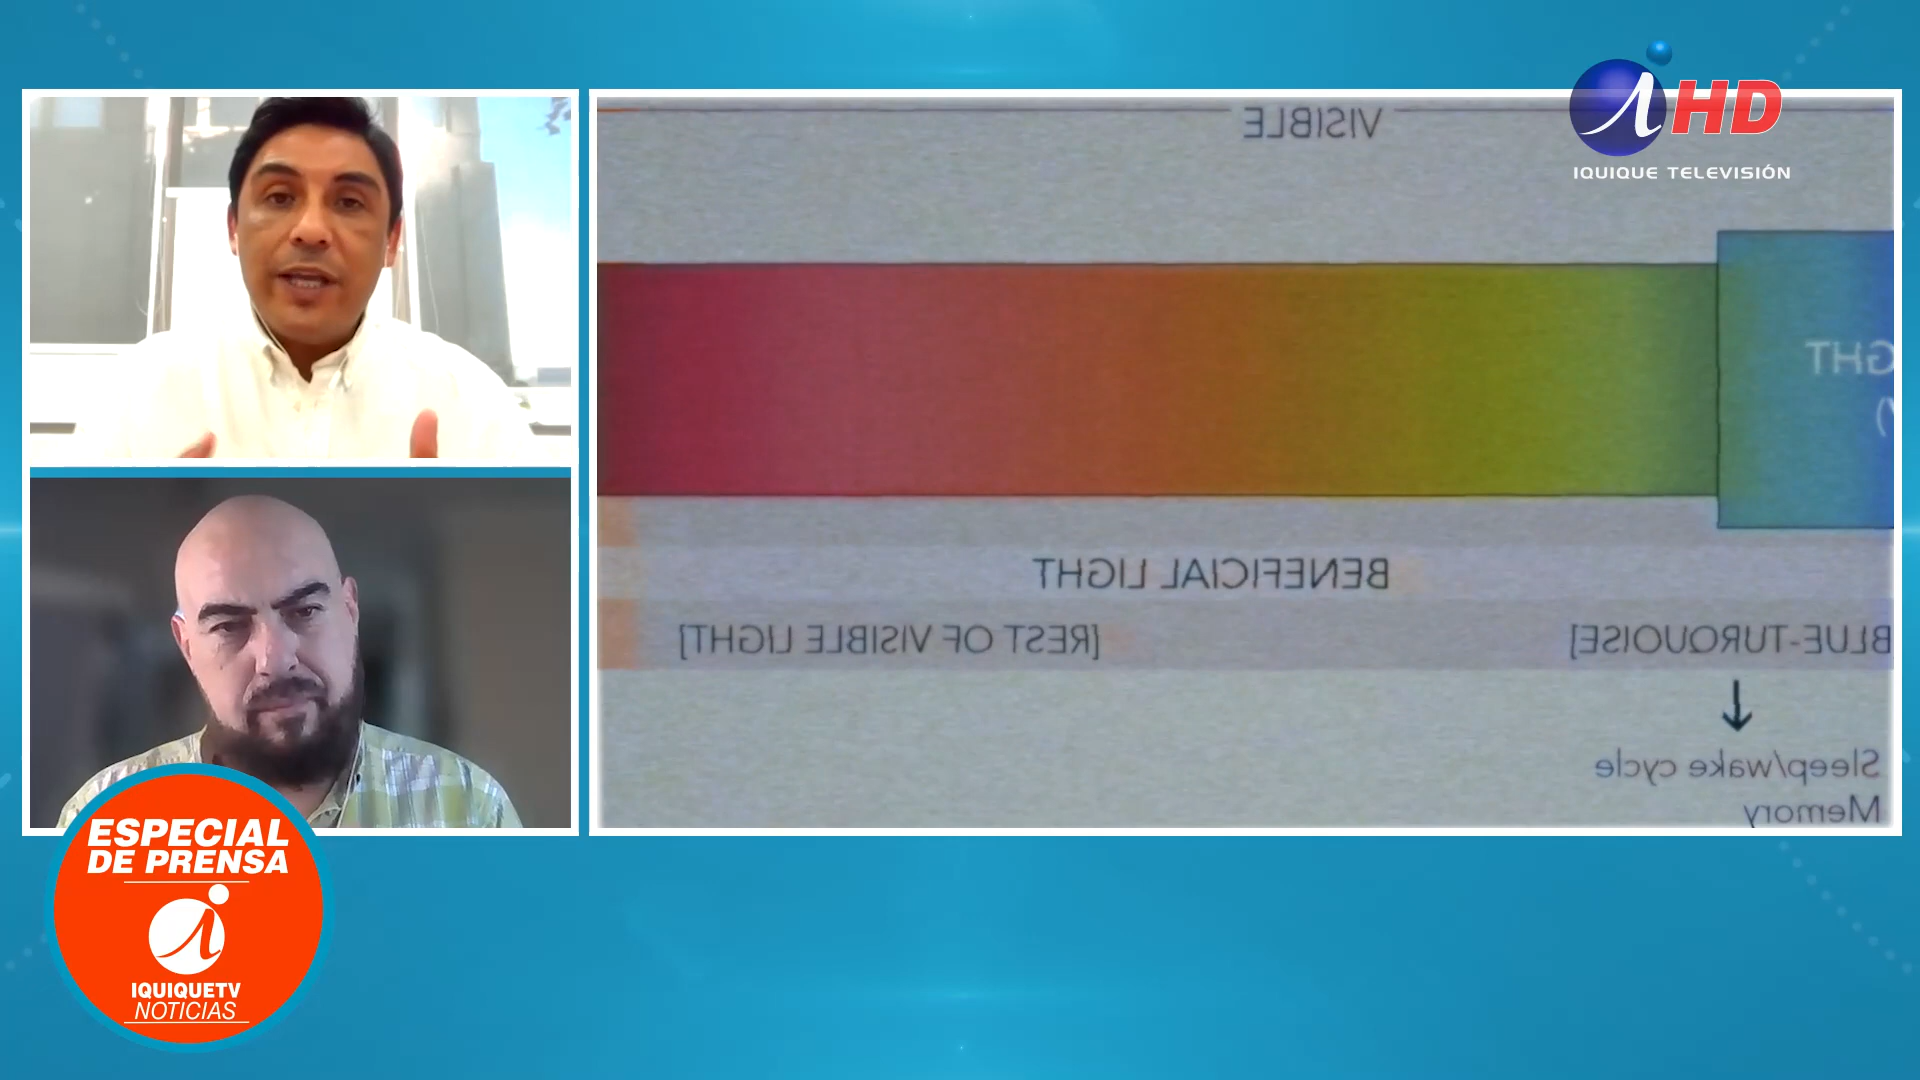 HD
IQUIQUE TELEVISIÓN
VISIBLE
GHT
BENEFICIAL LIGHT
[REST OF VISIBLE LIGHT]
BLUE-TURQUOISE]
Sleep/wake cycle
Memory
ESPECIAL
DE PRENSA
IQUIQUETV
NOTICIAS